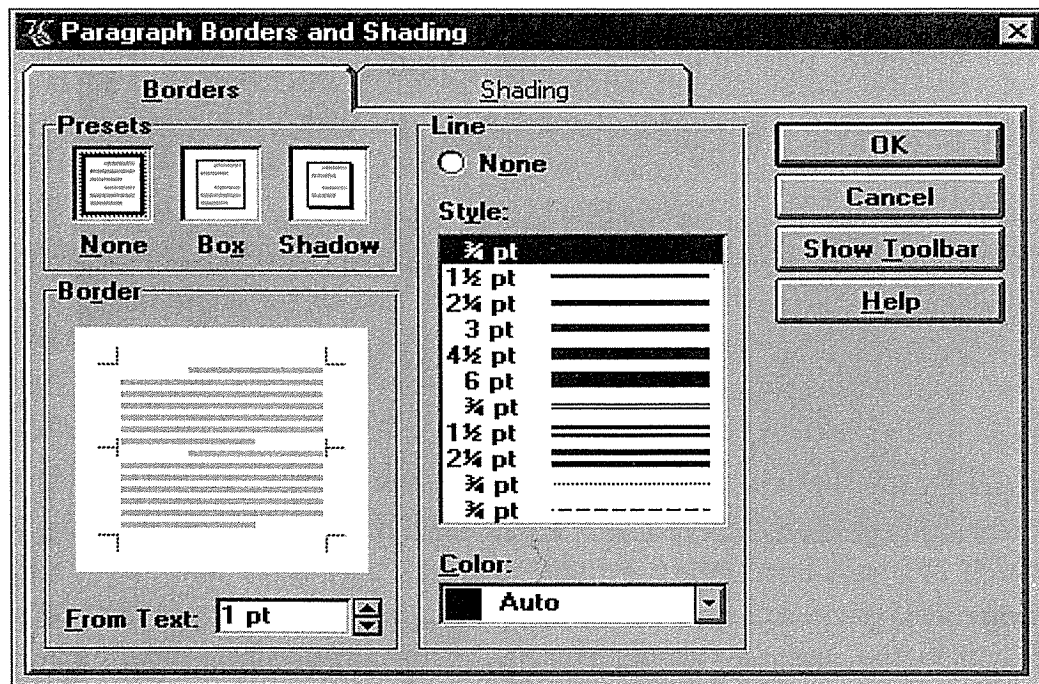 Paragraph Borders and Shading
Borders
Shading
Presets
None
Box
Shadow
Border
From Text: 1 pt
Line
None
Style:
¾ pt
1½ pt
2¼ pt
3 pt
4½ pt
6 pt
¾ pt
1½ pt
2¼ pt
¾ pt
¾ pt
Color:
Auto
OK
Cancel
Show Toolbar
Help